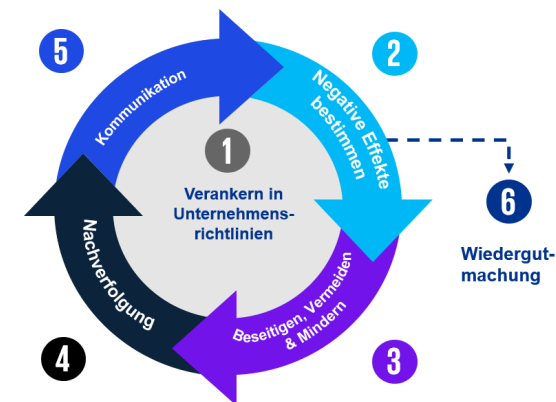 5
Kommunikation
2
Negative Effekte
bestimmen
1
Verankern in
Unternehmens-
richtlinien
6
Wiedergut-
machung
Nachverfolgung
Beseitigen, Vermeiden
& Mindern
4
3